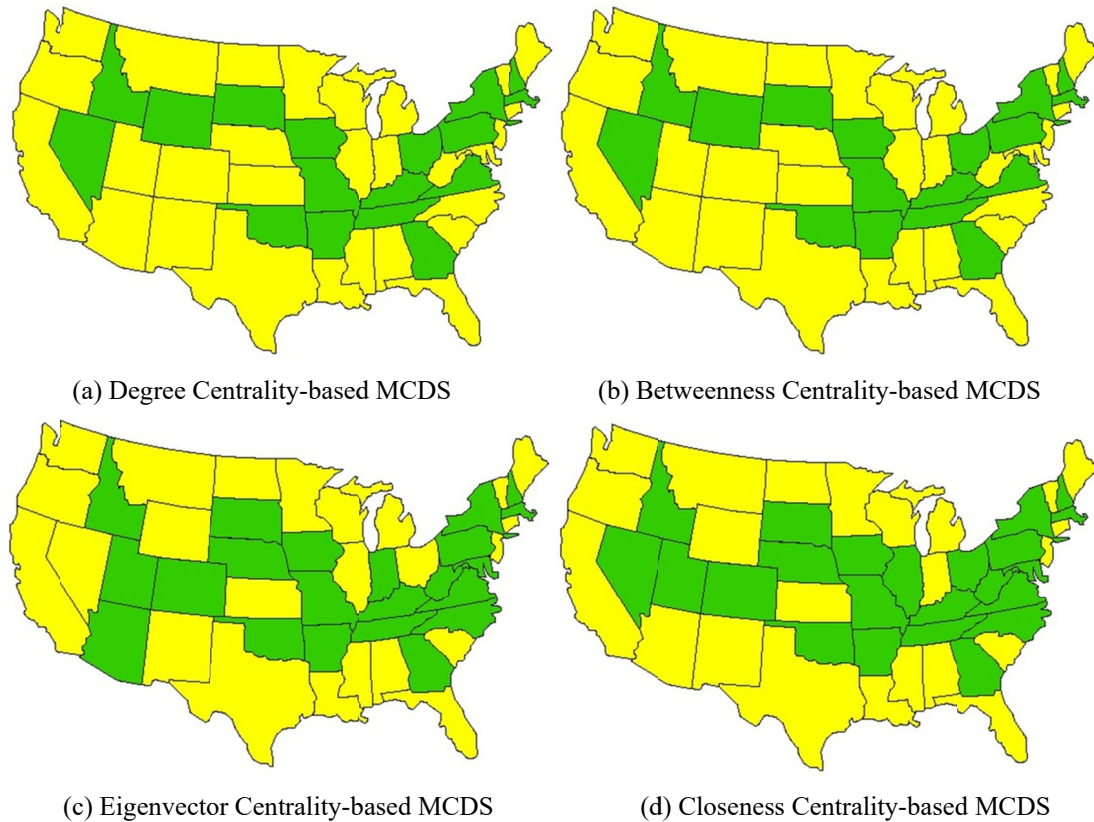 (a) Degree Centrality-based MCDS
(b) Betweenness Centrality-based MCDS
(c) Eigenvector Centrality-based MCDS
(d) Closeness Centrality-based MCDS